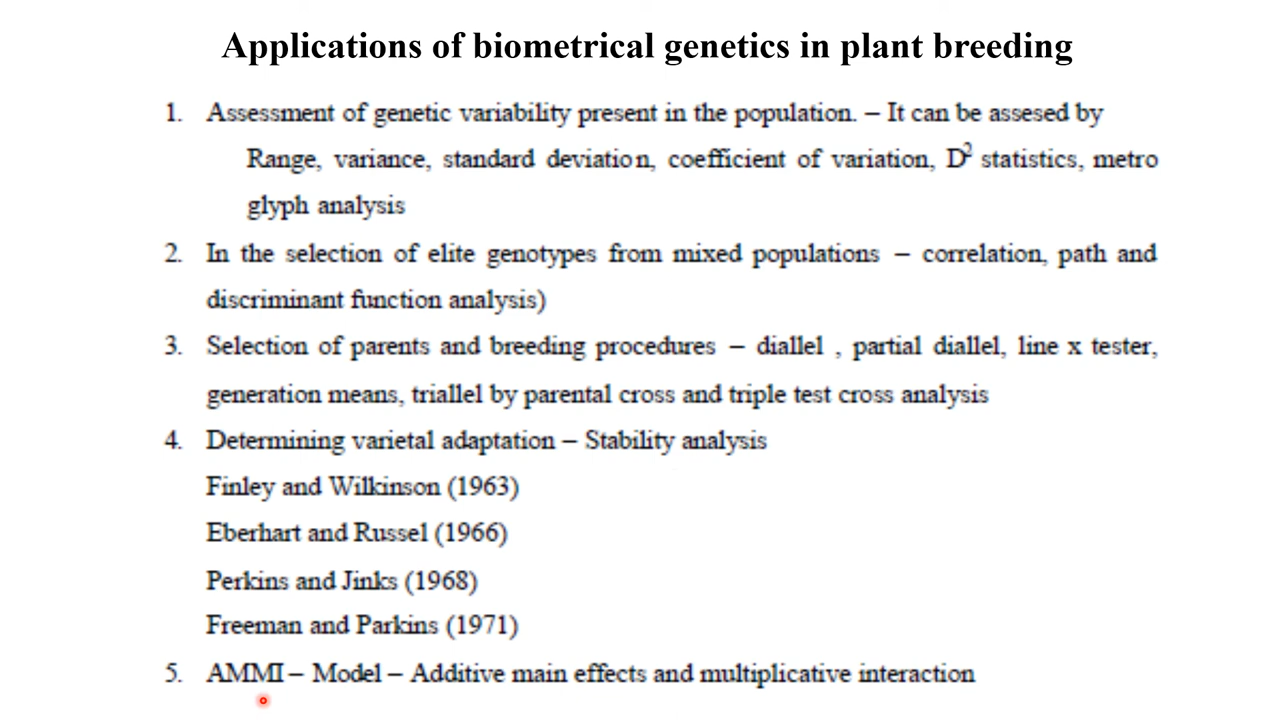 Applications of biometrical genetics in plant breeding
1. Assessment of genetic variability present in the population. – It can be assesed by
Range, variance, standard deviation, coefficient of variation, D² statistics, metro
glyph analysis
2. In the selection of elite genotypes from mixed populations – correlation, path and
discriminant function analysis)
3. Selection of parents and breeding procedures – diallel , partial diallel, line x tester,
generation means, triallel by parental cross and triple test cross analysis
4. Determining varietal adaptation – Stability analysis
Finley and Wilkinson (1963)
Eberhart and Russel (1966)
Perkins and Jinks (1968)
Freeman and Parkins (1971)
5. AMMI – Model – Additive main effects and multiplicative interaction